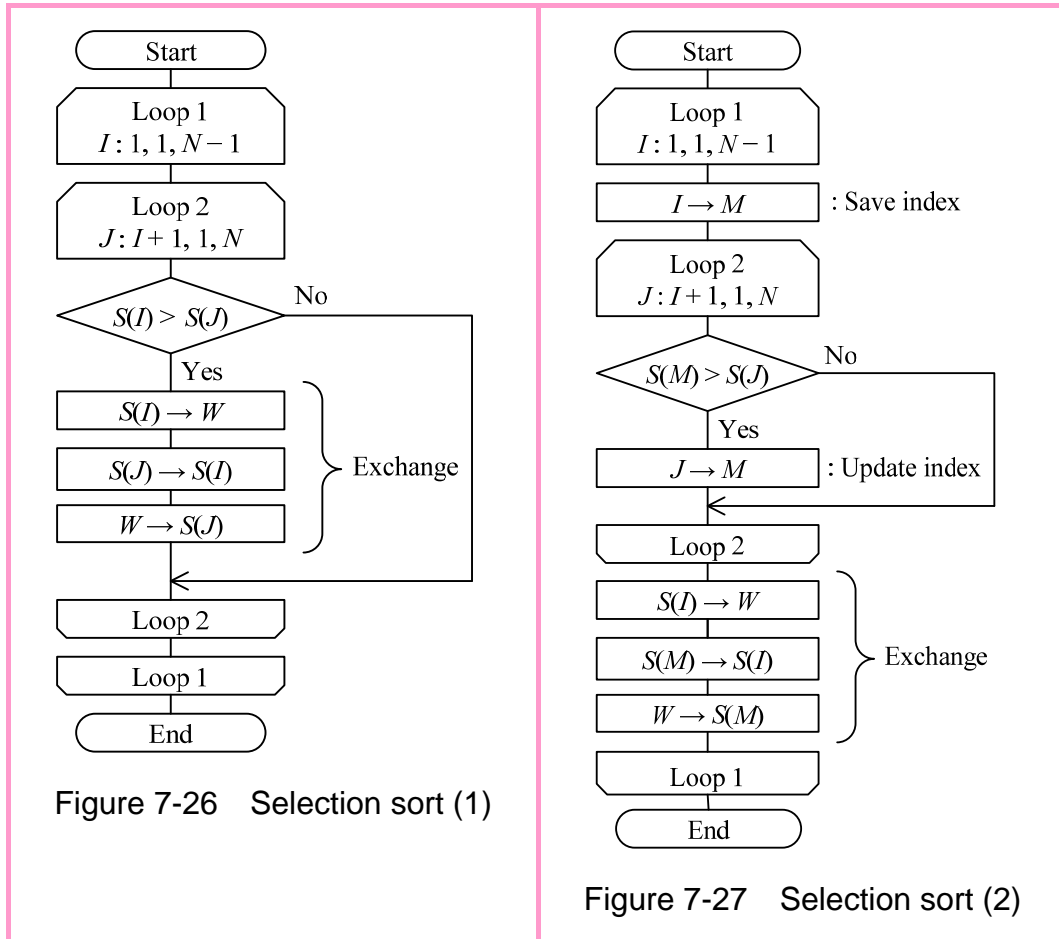 Start
Loop 1
I : 1, 1, N − 1
Loop 2
J : I + 1, 1, N
S(I) > S(J)
No
Yes
S(I) → W
S(J) → S(I)
W → S(J)
Exchange
Loop 2
Loop 1
End
Figure 7-26 Selection sort (1)
Start
Loop 1
I : 1, 1, N − 1
I → M
: Save index
Loop 2
J : I + 1, 1, N
S(M) > S(J)
No
Yes
J → M
: Update index
Loop 2
S(I) → W
S(M) → S(I)
W → S(M)
Exchange
Loop 1
End
Figure 7-27 Selection sort (2)